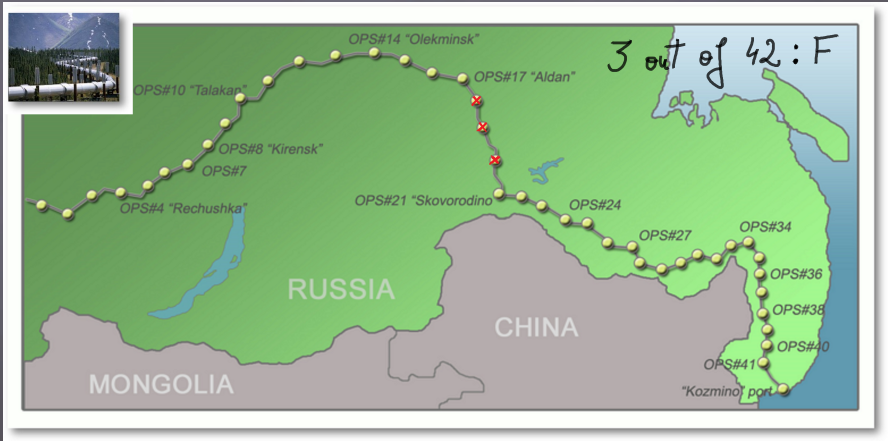 3 out of 42 : F
OPS#14 "Olekminsk"
OPS#17 "Aldan"
OPS#10 "Talakan"
OPS#8 "Kirensk"
OPS#7
OPS#4 "Rechushka"
OPS#21 "Skovorodino
OPS#24
OPS#27
OPS#34
OPS#36
OPS#38
OPS#40
OPS#41
"Kozmino" port
RUSSIA
CHINA
MONGOLIA